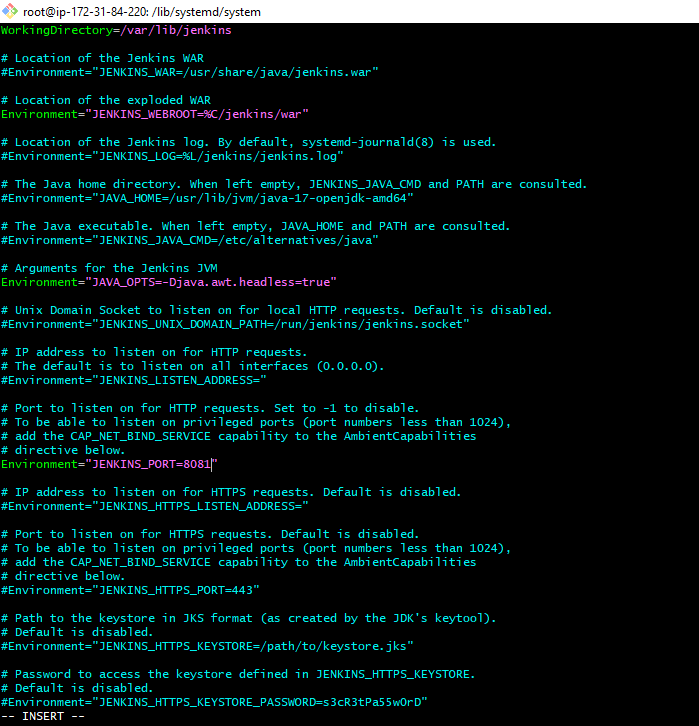 root@ip-172-31-84-220: /lib/systemd/system
WorkingDirectory=/var/lib/jenkins
# Location of the Jenkins WAR
#Environment="JENKINS_WAR=/usr/share/java/jenkins.war"
# Location of the exploded WAR
Environment="JENKINS_WEBROOT=%C/jenkins/war"
# Location of the Jenkins log. By default, systemd-journald(8) is used.
#Environment="JENKINS_LOG=%L/jenkins/jenkins.log"
# The Java home directory. When left empty, JENKINS_JAVA_CMD and PATH are consulted.
#Environment="JAVA_HOME=/usr/lib/jvm/java-17-openjdk-amd64"
# The Java executable. When left empty, JAVA_HOME and PATH are consulted.
#Environment="JENKINS_JAVA_CMD=/etc/alternatives/java"
# Arguments for the Jenkins JVM
Environment="JAVA_OPTS=-Djava.awt.headless=true"
# Unix Domain Socket to listen on for local HTTP requests. Default is disabled.
#Environment="JENKINS_UNIX_DOMAIN_PATH=/run/jenkins/jenkins.socket"
# IP address to listen on for HTTP requests.
# The default is to listen on all interfaces (0.0.0.0).
#Environment="JENKINS_LISTEN_ADDRESS="
# Port to listen on for HTTP requests. Set to -1 to disable.
# To be able to listen on privileged ports (port numbers less than 1024),
# add the CAP_NET_BIND_SERVICE capability to the AmbientCapabilities
# directive below.
Environment="JENKINS_PORT=8081"
# IP address to listen on for HTTPS requests. Default is disabled.
#Environment="JENKINS_HTTPS_LISTEN_ADDRESS="
# Port to listen on for HTTPS requests. Default is disabled.
# To be able to listen on privileged ports (port numbers less than 1024),
# add the CAP_NET_BIND_SERVICE capability to the AmbientCapabilities
# directive below.
#Environment="JENKINS_HTTPS_PORT=443"
# Path to the keystore in JKS format (as created by the JDK's keytool).
# Default is disabled.
#Environment="JENKINS_HTTPS_KEYSTORE=/path/to/keystore.jks"
# Password to access the keystore defined in JENKINS_HTTPS_KEYSTORE.
# Default is disabled.
#Environment="JENKINS_HTTPS_KEYSTORE_PASSWORD=s3cR3tPa55w0rD"
-- INSERT --